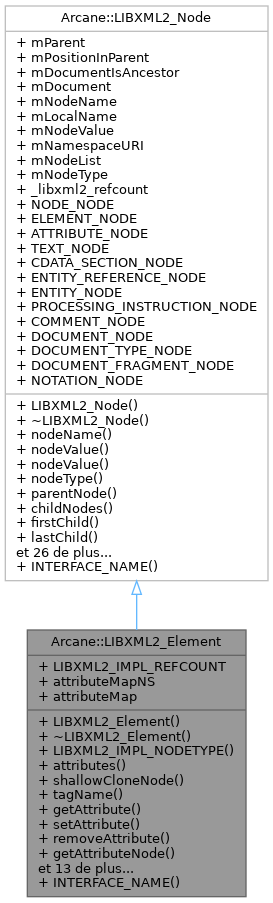 Arcane::LIBXML2_Node
+ mParent
+ mPositionInParent
+ mDocumentIsAncestor
+ mDocument
+ mNodeName
+ mLocalName
+ mNodeValue
+ mNamespaceURI
+ mNodeList
+ mNodeType
+ _libxml2_refcount
+ NODE_NODE
+ ELEMENT_NODE
+ ATTRIBUTE_NODE
+ TEXT_NODE
+ CDATA_SECTION_NODE
+ ENTITY_REFERENCE_NODE
+ ENTITY_NODE
+ PROCESSING_INSTRUCTION_NODE
+ COMMENT_NODE
+ DOCUMENT_NODE
+ DOCUMENT_TYPE_NODE
+ DOCUMENT_FRAGMENT_NODE
+ NOTATION_NODE
+ LIBXML2_Node()
+ ~LIBXML2_Node()
+ nodeName()
+ nodeValue()
+ nodeValue()
+ nodeType()
+ parentNode()
+ childNodes()
+ firstChild()
+ lastChild()
et 26 de plus...
+ INTERFACE_NAME()
Arcane::LIBXML2_Element
+ LIBXML2_IMPL_REFCOUNT
+ attributeMapNS
+ attributeMap
+ LIBXML2_Element()
+ ~LIBXML2_Element()
+ LIBXML2_IMPL_NODETYPE()
+ attributes()
+ shallowCloneNode()
+ tagName()
+ getAttribute()
+ setAttribute()
+ removeAttribute()
+ getAttributeNode()
et 13 de plus...
+ INTERFACE_NAME()